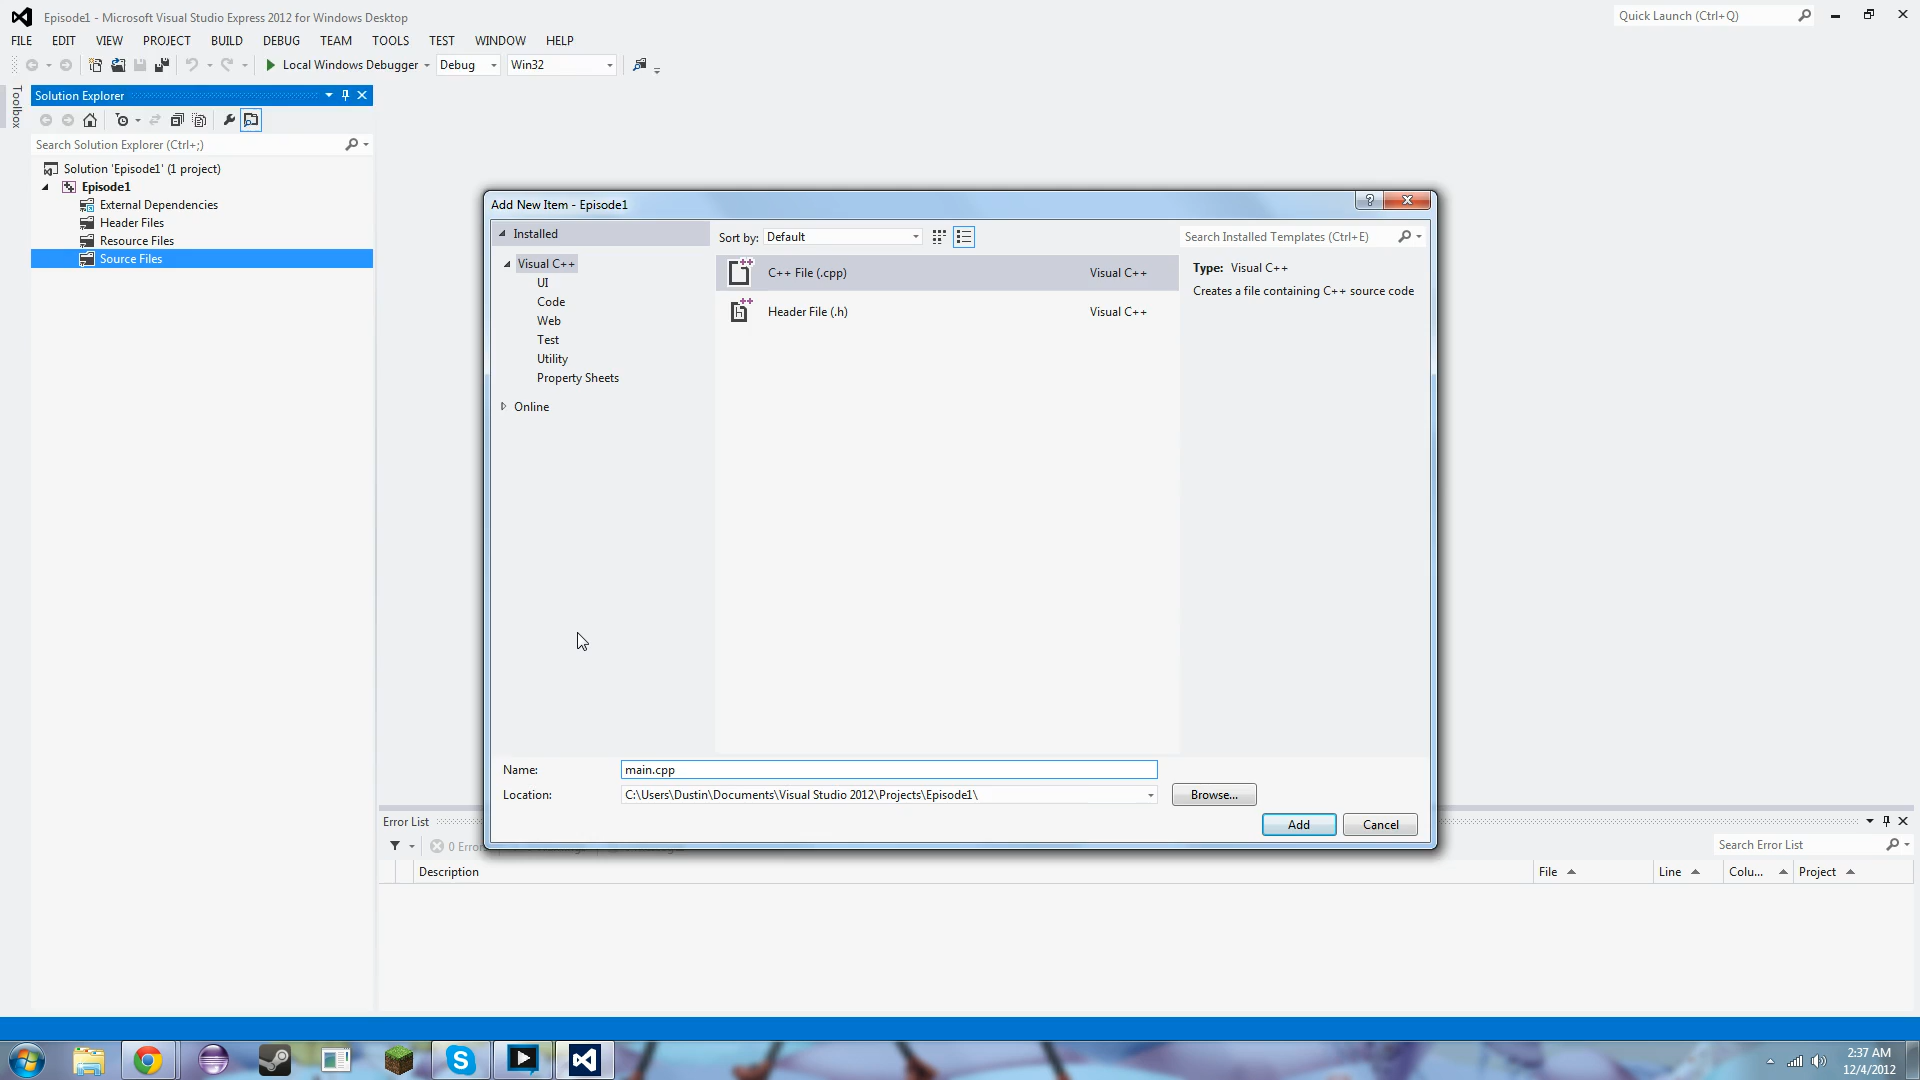 Episode1 - Microsoft Visual Studio Express 2012 for Windows Desktop
Quick Launch (Ctrl+Q)
FILE EDIT VIEW PROJECT BUILD DEBUG TEAM TOOLS TEST WINDOW HELP
Local Windows Debugger Debug Win32
Toolbox
Solution Explorer
Search Solution Explorer (Ctrl+;)
Solution 'Episode1' (1 project)
Episode1
External Dependencies
Header Files
Resource Files
Source Files
Add New Item - Episode1
Installed
Sort by: Default
Search Installed Templates (Ctrl+E)
Visual C++
UI
Code
Web
Test
Utility
Property Sheets
Online
C++ File (.cpp) Visual C++
Header File (.h) Visual C++
Type: Visual C++
Creates a file containing C++ source code
Name: main.cpp
Location: C:\Users\Dustin\Documents\Visual Studio 2012\Projects\Episode1\
Browse...
Add Cancel
Error List
0
Search Error List
Description File Line Colu... Project
2:37 AM
12/4/2012